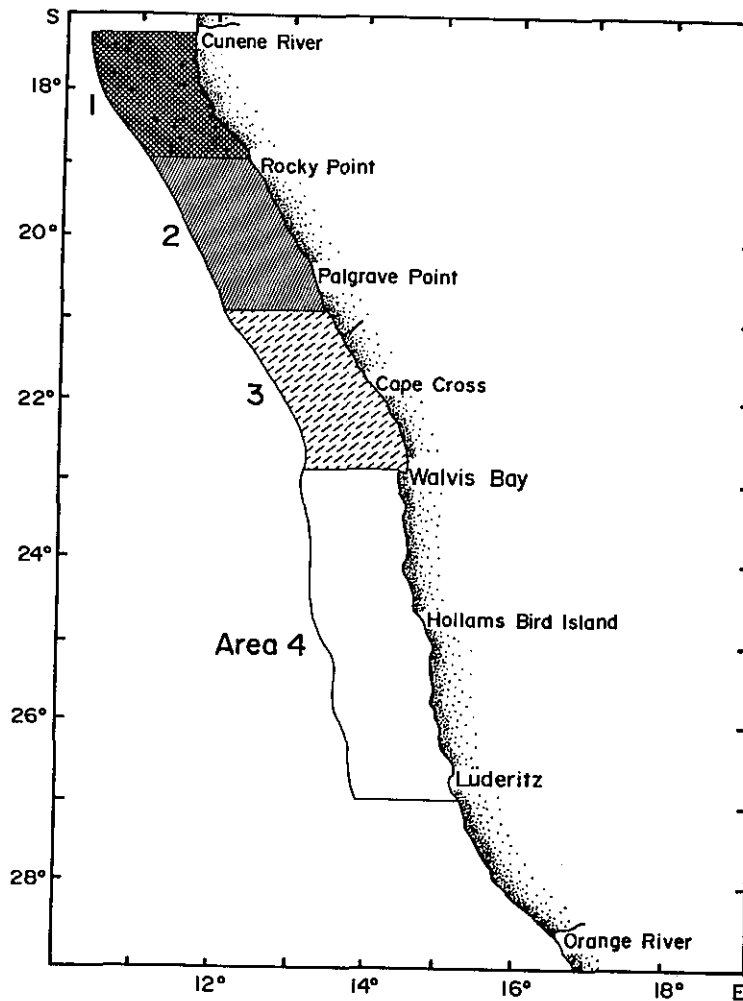 S
Cunene River
18°
1
Rocky Point
20°
2
Palgrave Point
22°
3
Cape Cross
Walvis Bay
24°
Hollams Bird Island
Area 4
26°
Luderitz
28°
Orange River
12°
14°
16°
18°
E